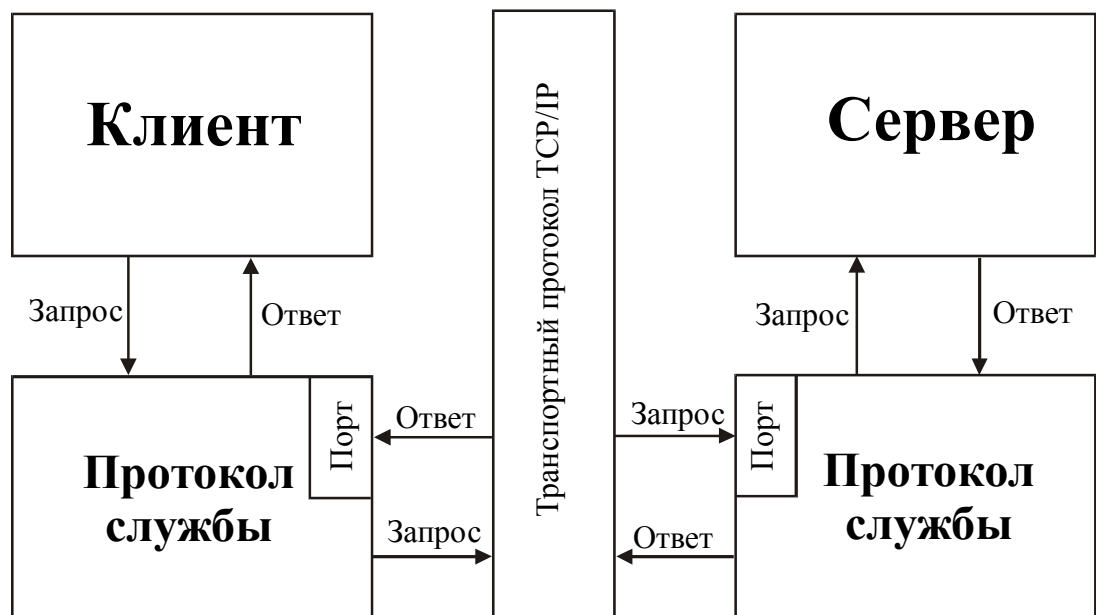 Клиент
Сервер
Транспортный протокол TCP/IP
Запрос
Ответ
Запрос
Ответ
Порт
Ответ
Запрос
Порт
Протокол
службы
Протокол
службы
Запрос
Ответ